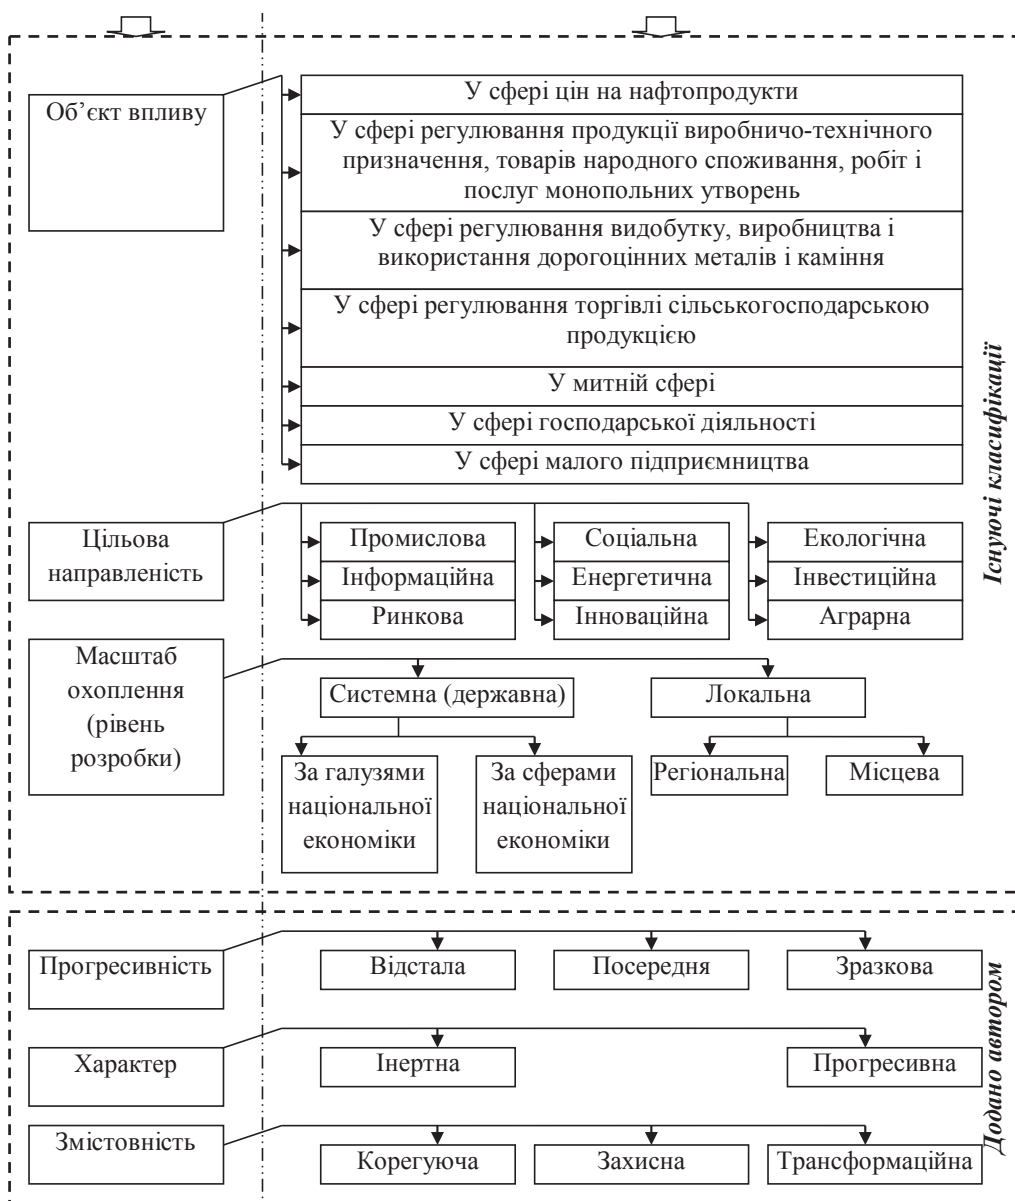 Об’єкт впливу
У сфері цін на нафтопродукти
У сфері регулювання продукції виробничо-технічного
призначення, товарів народного споживання, робіт і
послуг монопольних утворень
У сфері регулювання видобутку, виробництва і
використання дорогоцінних металів і каміння
У сфері регулювання торгівлі сільськогосподарською
продукцією
У митній сфері
У сфері господарської діяльності
У сфері малого підприємництва
Цільова
направленість
Промислова
Соціальна
Екологічна
Інформаційна
Енергетична
Інвестиційна
Ринкова
Інноваційна
Аграрна
Масштаб
охоплення
(рівень
розробки)
Системна (державна)
Локальна
За галузями
національної
економіки
За сферами
національної
економіки
Регіональна
Місцева
Існуючі класифікації
Прогресивність
Відстала
Посередня
Зразкова
Характер
Інертна
Прогресивна
Змістовність
Корегуюча
Захисна
Трансформаційна
Додано автором